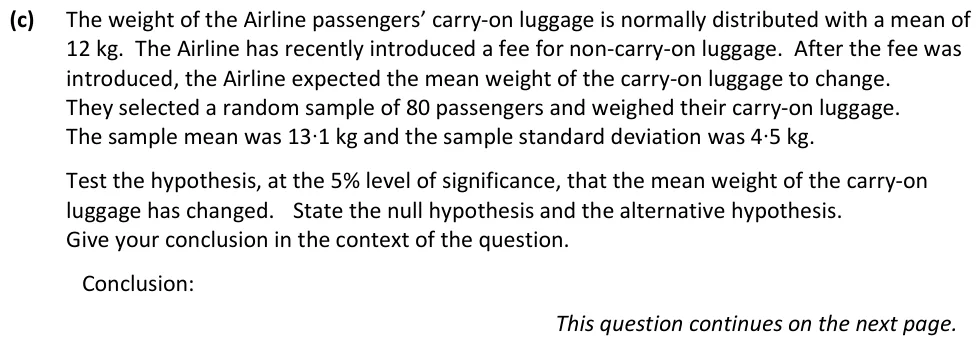 (c) The weight of the Airline passengers’ carry-on luggage is normally distributed with a mean of
12 kg. The Airline has recently introduced a fee for non-carry-on luggage. After the fee was
introduced, the Airline expected the mean weight of the carry-on luggage to change.
They selected a random sample of 80 passengers and weighed their carry-on luggage.
The sample mean was 13·1 kg and the sample standard deviation was 4·5 kg.
Test the hypothesis, at the 5% level of significance, that the mean weight of the carry-on
luggage has changed. State the null hypothesis and the alternative hypothesis.
Give your conclusion in the context of the question.
Conclusion:
This question continues on the next page.